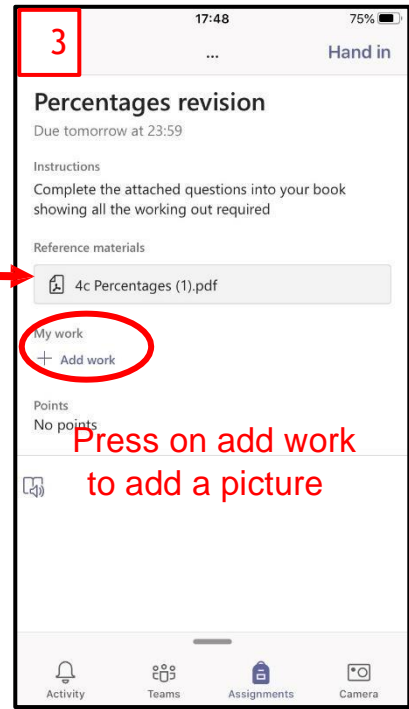 17:48 75%
3
... Hand in
Percentages revision
Due tomorrow at 23:59
Instructions
Complete the attached questions into your book
showing all the working out required
Reference materials
4c Percentages (1).pdf
My work
+ Add work
Points
No points
Press on add work
to add a picture
Activity Teams Assignments Camera